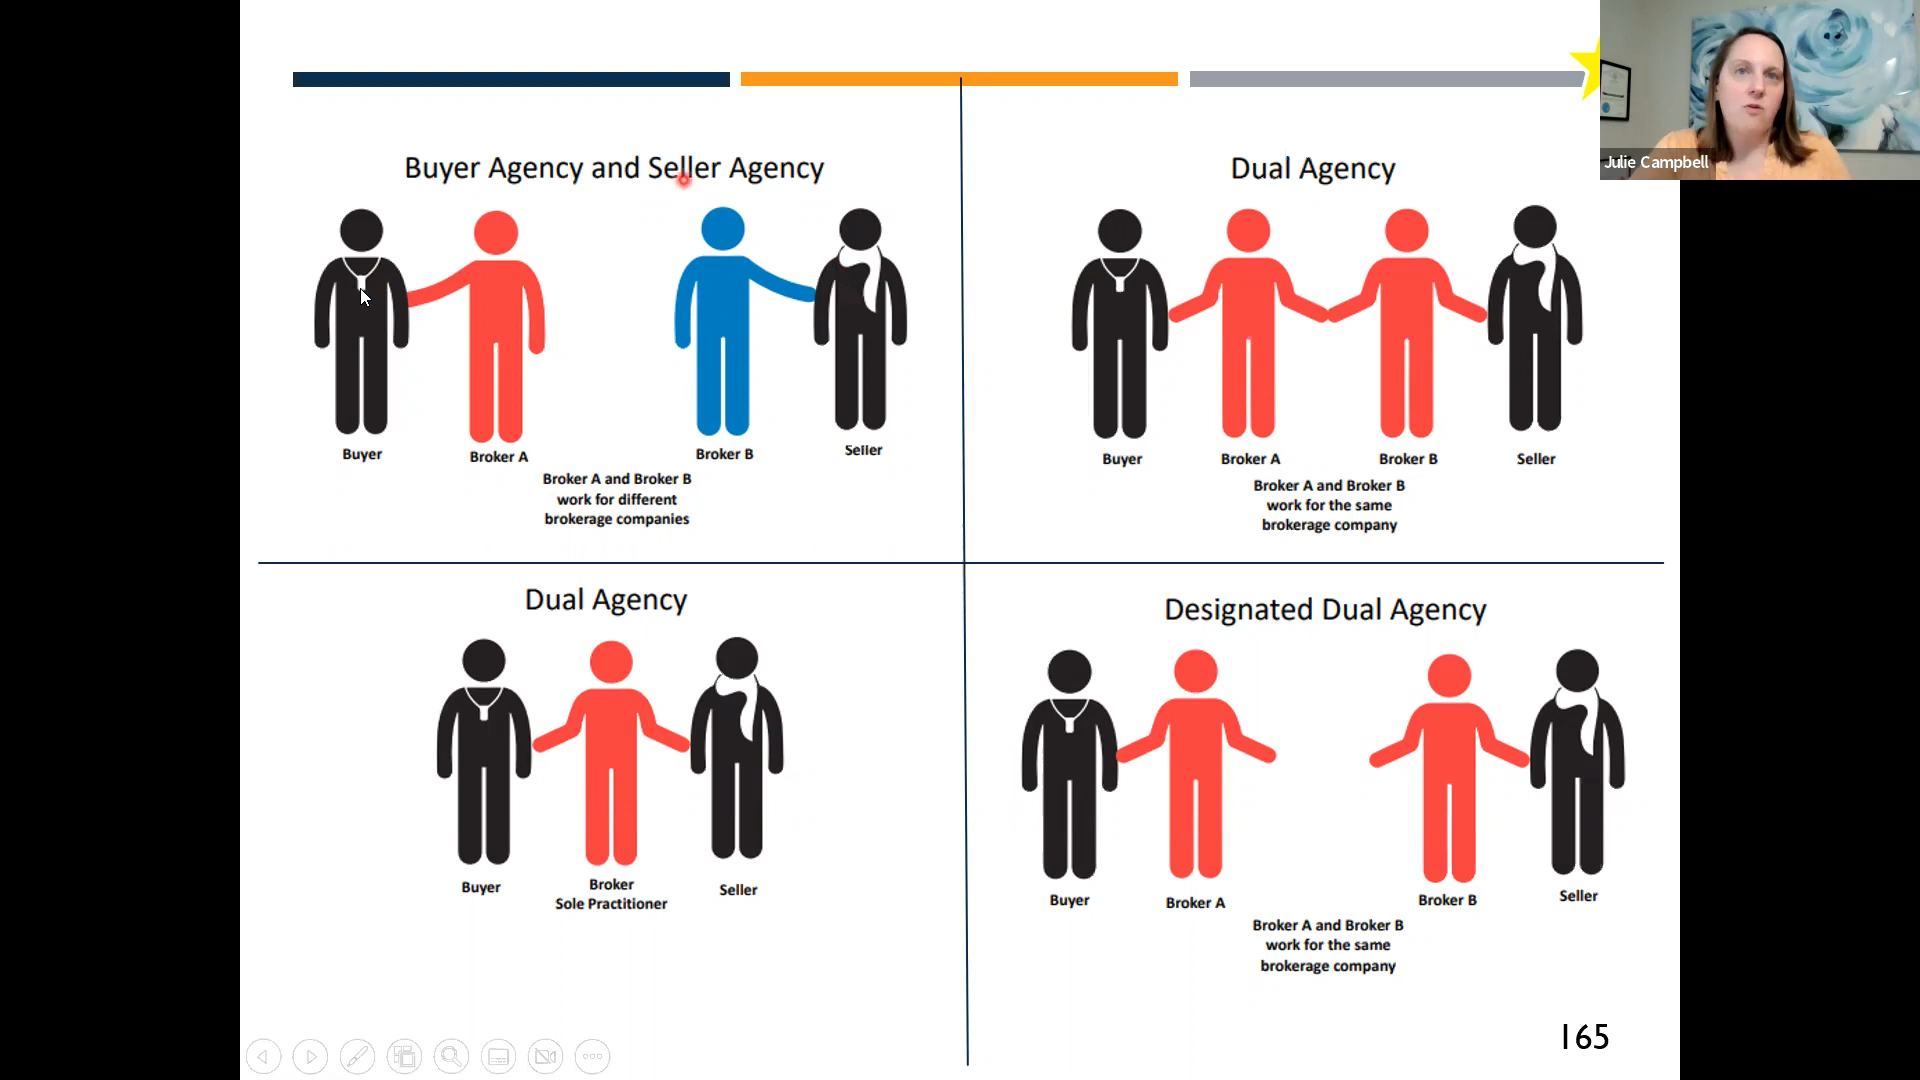 Julie Campbell
Buyer Agency and Seller Agency
Buyer
Broker A
Broker B
Seller
Broker A and Broker B
work for different
brokerage companies
Dual Agency
Buyer
Broker A
Broker B
Seller
Broker A and Broker B
work for the same
brokerage company
Dual Agency
Buyer
Broker
Sole Practitioner
Seller
Designated Dual Agency
Buyer
Broker A
Broker B
Seller
Broker A and Broker B
work for the same
brokerage company
165